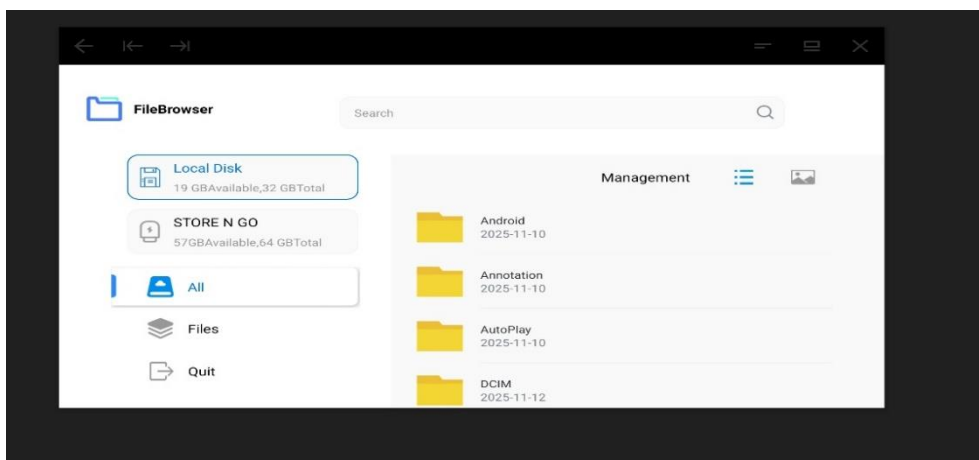 FileBrowser
Search
Local Disk
19 GBAvailable,32 GBTotal
STORE N GO
57GBAvailable,64 GBTotal
All
Files
Quit
Management
Android
2025-11-10
Annotation
2025-11-10
AutoPlay
2025-11-10
DCIM
2025-11-12